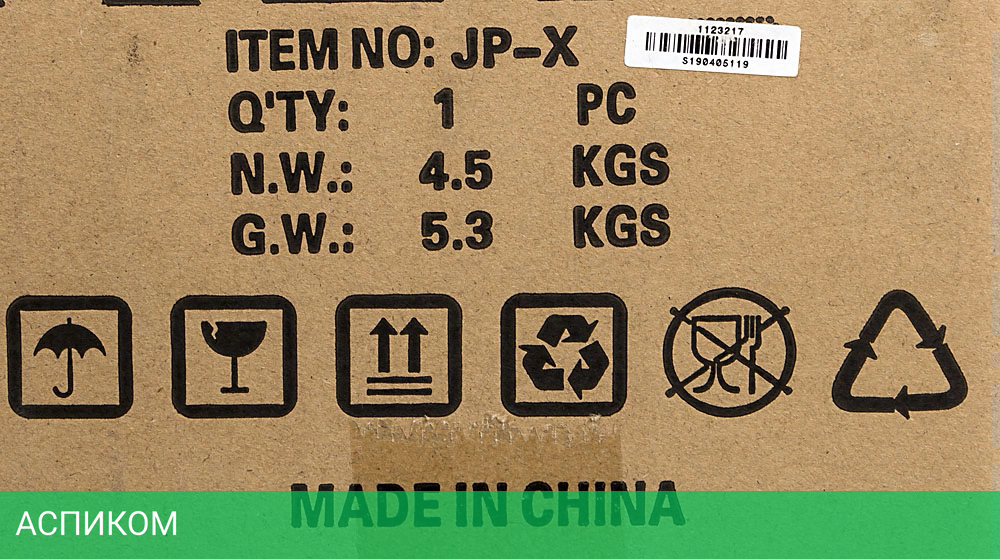 ITEM NO: JP-X
1123217
S190405119
Q'TY: 1 PC
N.W.: 4.5 KGS
G.W.: 5.3 KGS
MADE IN CHINA
АСПИКОМ